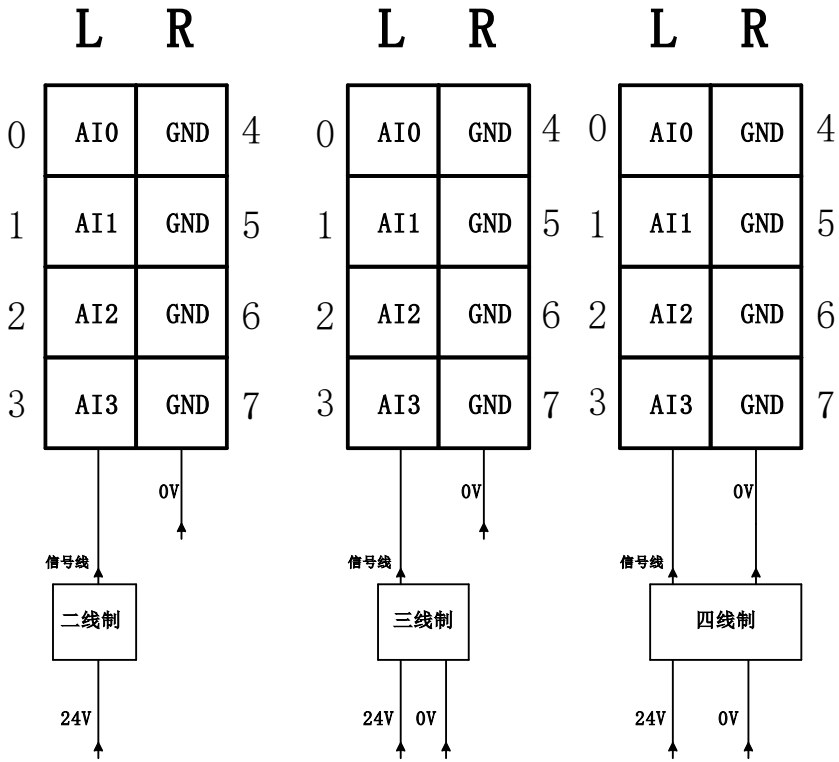 L R L R L R
0 AI0 GND 4 0 AI0 GND 4 0 AI0 GND 4
1 AI1 GND 5 1 AI1 GND 5 1 AI1 GND 5
2 AI2 GND 6 2 AI2 GND 6 2 AI2 GND 6
3 AI3 GND 7 3 AI3 GND 7 3 AI3 GND 7
0V 0V 0V
信号线 信号线 信号线
二线制 三线制 四线制
24V 24V 0V 24V 0V